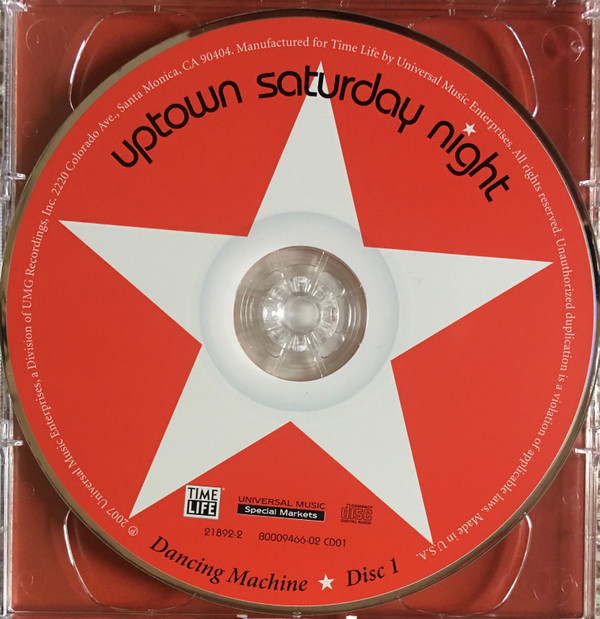 uptown saturday night
℗ 2007 Universal Music Enterprises, a Division of UMG Recordings, Inc. 2220 Colorado Ave., Santa Monica, CA 90404. Manufactured for Time Life by Universal Music Enterprises. All rights reserved. Unauthorized duplication is a violation of applicable laws. Made in U.S.A.
TIME
LIFE
UNIVERSAL MUSIC
Special Markets
COMPACT
disc
DIGITAL AUDIO
21892-2 B0009466-02 CD01
Dancing Machine ★ Disc 1